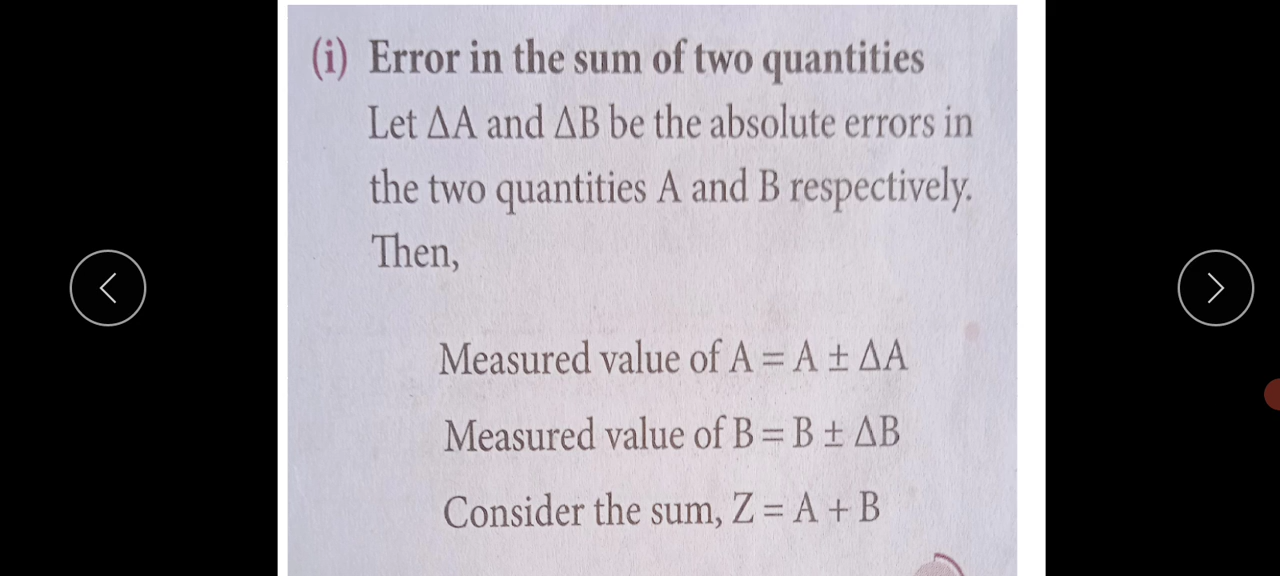 (i) Error in the sum of two quantities
Let ΔA and ΔB be the absolute errors in
the two quantities A and B respectively.
Then,
Measured value of A = A ± ΔA
Measured value of B = B ± ΔB
Consider the sum, Z = A + B